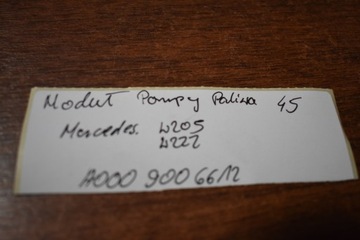 Moduł Pompy Paliwa 45
Mercedes. W205
W222
A000 900 66 12